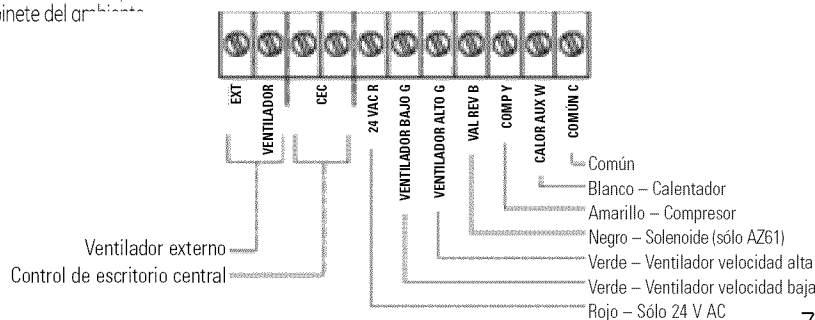 inete del
EXT
VENTILADOR
CEC
24 VAC R
VENTILADOR BAJO G
VENTILADOR ALTO G
VAL REV B
COMP Y
CALOR AUX W
COMÚN C
Común
Blanco – Calentador
Amarillo – Compresor
Negro – Solenoide (sólo AZ61)
Verde – Ventilador velocidad alta
Verde – Ventilador velocidad baja
Rojo – Sólo 24 V AC
Ventilador externo
Control de escritorio central